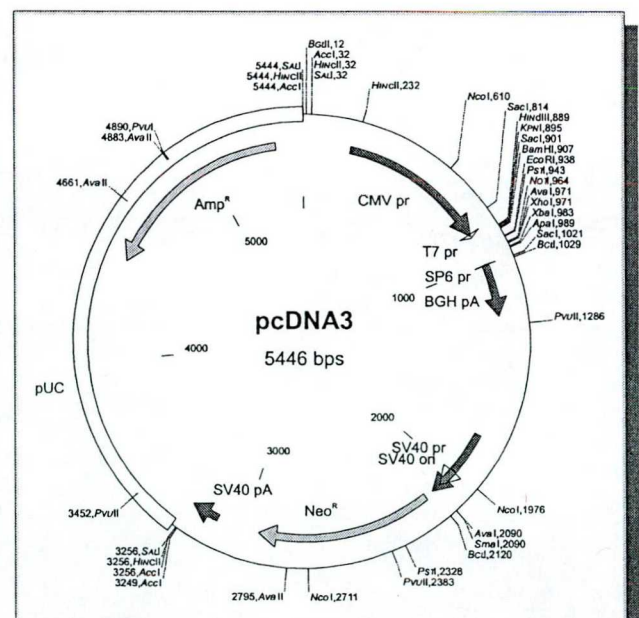 BglII,12
AccI,32
HincII,32
SalI,32
5444,SalI
5444,HincII
5444,AccI
HincII,232
NcoI,610
SacI,814
HindIII,889
KpnI,895
SacI,901
BamHI,907
EcoRI,938
PstI,943
NotI,964
AvaI,971
XhoI,971
XbaI,983
ApaI,989
SacI,1021
BclI,1029
4890,PvuI
4883,AvaII
4661,AvaII
Amp^R
CMV pr
T7 pr
SP6 pr
BGH pA
5000
I
1000
PvuII,1286
pcDNA3
5446 bps
4000
pUC
2000
3000
SV40 pr
SV40 ori
SV40 pA
Neo^R
3452,PvuII
NcoI,1976
AvaI,2090
SmaI,2090
BclI,2120
3256,SalI
3256,HincII
3256,AccI
3249,AccI
PstI,2328
PvuII,2383
2795,AvaII
NcoI,2711